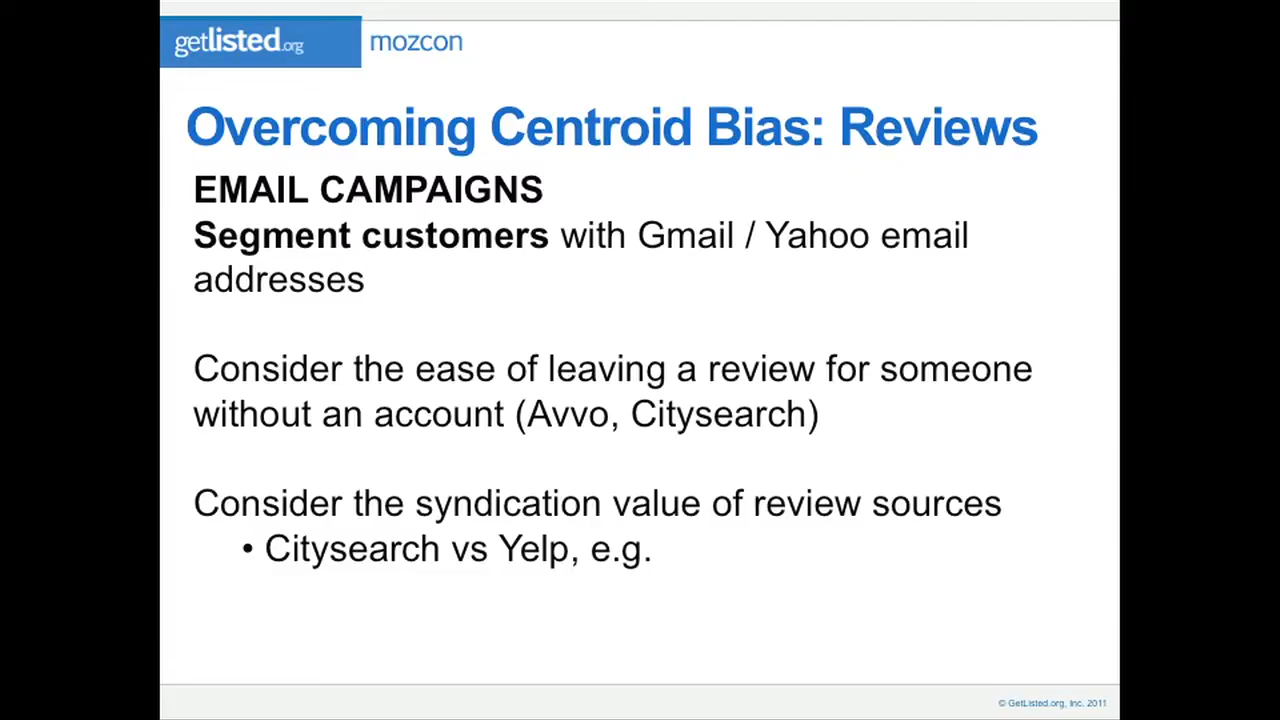 getlisted.org mozcon
Overcoming Centroid Bias: Reviews
EMAIL CAMPAIGNS
Segment customers with Gmail / Yahoo email
addresses
Consider the ease of leaving a review for someone
without an account (Avvo, Citysearch)
Consider the syndication value of review sources
• Citysearch vs Yelp, e.g.
© GetListed.org, Inc. 2011